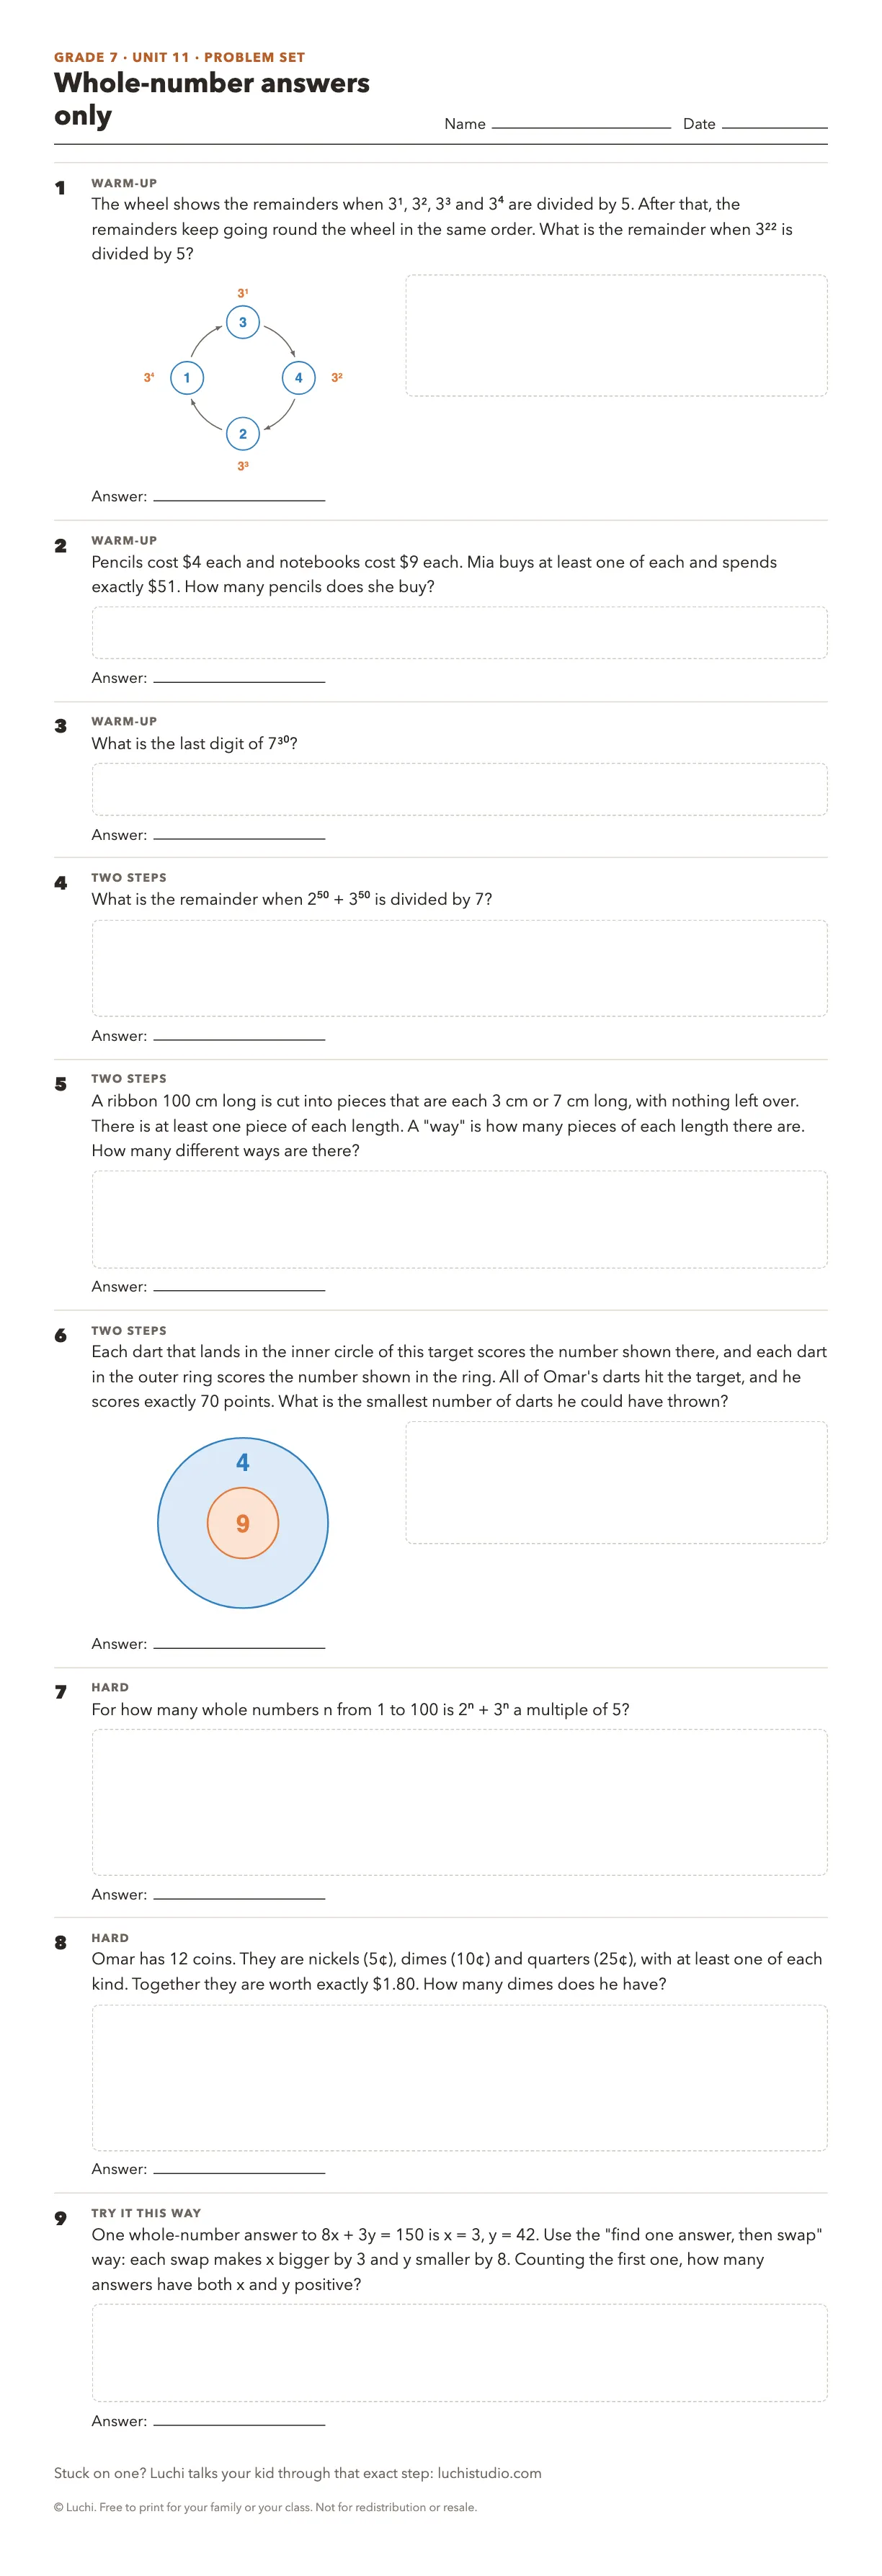 GRADE 7 · UNIT 11 · PROBLEM SET
Whole-number answers
only
Name
Date
1
WARM-UP
The wheel shows the remainders when 3¹, 3², 3³ and 3⁴ are divided by 5. After that, the
remainders keep going round the wheel in the same order. What is the remainder when 3²² is
divided by 5?
3¹
3
3⁴
1
4
3²
2
3³
Answer:
2
WARM-UP
Pencils cost $4 each and notebooks cost $9 each. Mia buys at least one of each and spends
exactly $51. How many pencils does she buy?
Answer:
3
WARM-UP
What is the last digit of 7³⁰?
Answer:
4
TWO STEPS
What is the remainder when 2⁵⁰ + 3⁵⁰ is divided by 7?
Answer:
5
TWO STEPS
A ribbon 100 cm long is cut into pieces that are each 3 cm or 7 cm long, with nothing left over.
There is at least one piece of each length. A "way" is how many pieces of each length there are.
How many different ways are there?
Answer:
6
TWO STEPS
Each dart that lands in the inner circle of this target scores the number shown there, and each dart
in the outer ring scores the number shown in the ring. All of Omar's darts hit the target, and he
scores exactly 70 points. What is the smallest number of darts he could have thrown?
4
9
Answer:
7
HARD
For how many whole numbers n from 1 to 100 is 2ⁿ + 3ⁿ a multiple of 5?
Answer:
8
HARD
Omar has 12 coins. They are nickels (5¢), dimes (10¢) and quarters (25¢), with at least one of each
kind. Together they are worth exactly $1.80. How many dimes does he have?
Answer:
9
TRY IT THIS WAY
One whole-number answer to 8x + 3y = 150 is x = 3, y = 42. Use the "find one answer, then swap"
way: each swap makes x bigger by 3 and y smaller by 8. Counting the first one, how many
answers have both x and y positive?
Answer:
Stuck on one? Luchi talks your kid through that exact step: luchistudio.com
© Luchi. Free to print for your family or your class. Not for redistribution or resale.